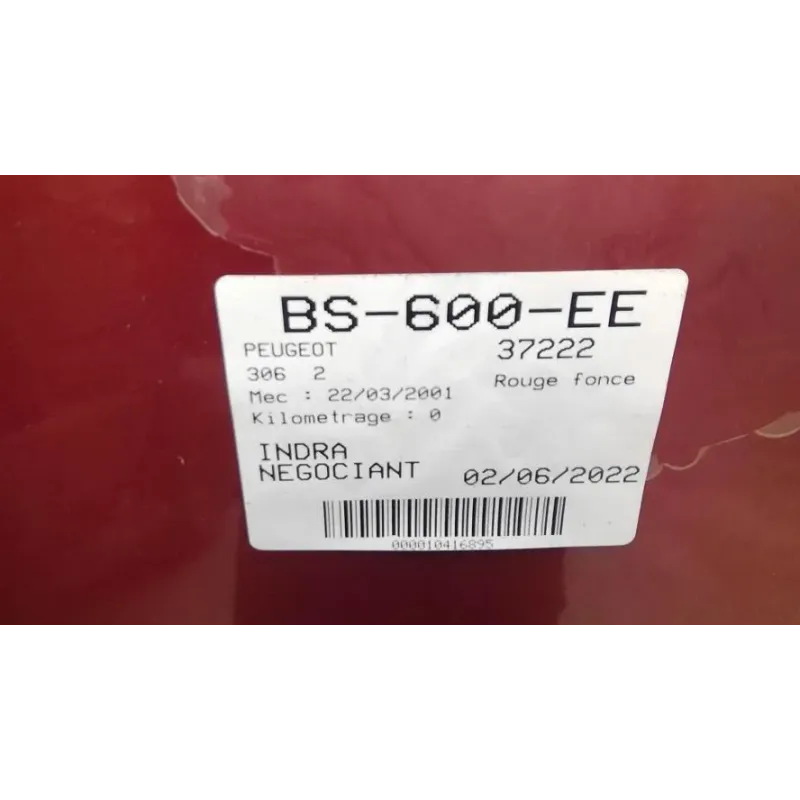 BS-600-EE
PEUGEOT 37222
306 2 Rouge fonce
Mec : 22/03/2001
Kilometrage : 0
INDRA
NEGOCIANT 02/06/2022
000010416895